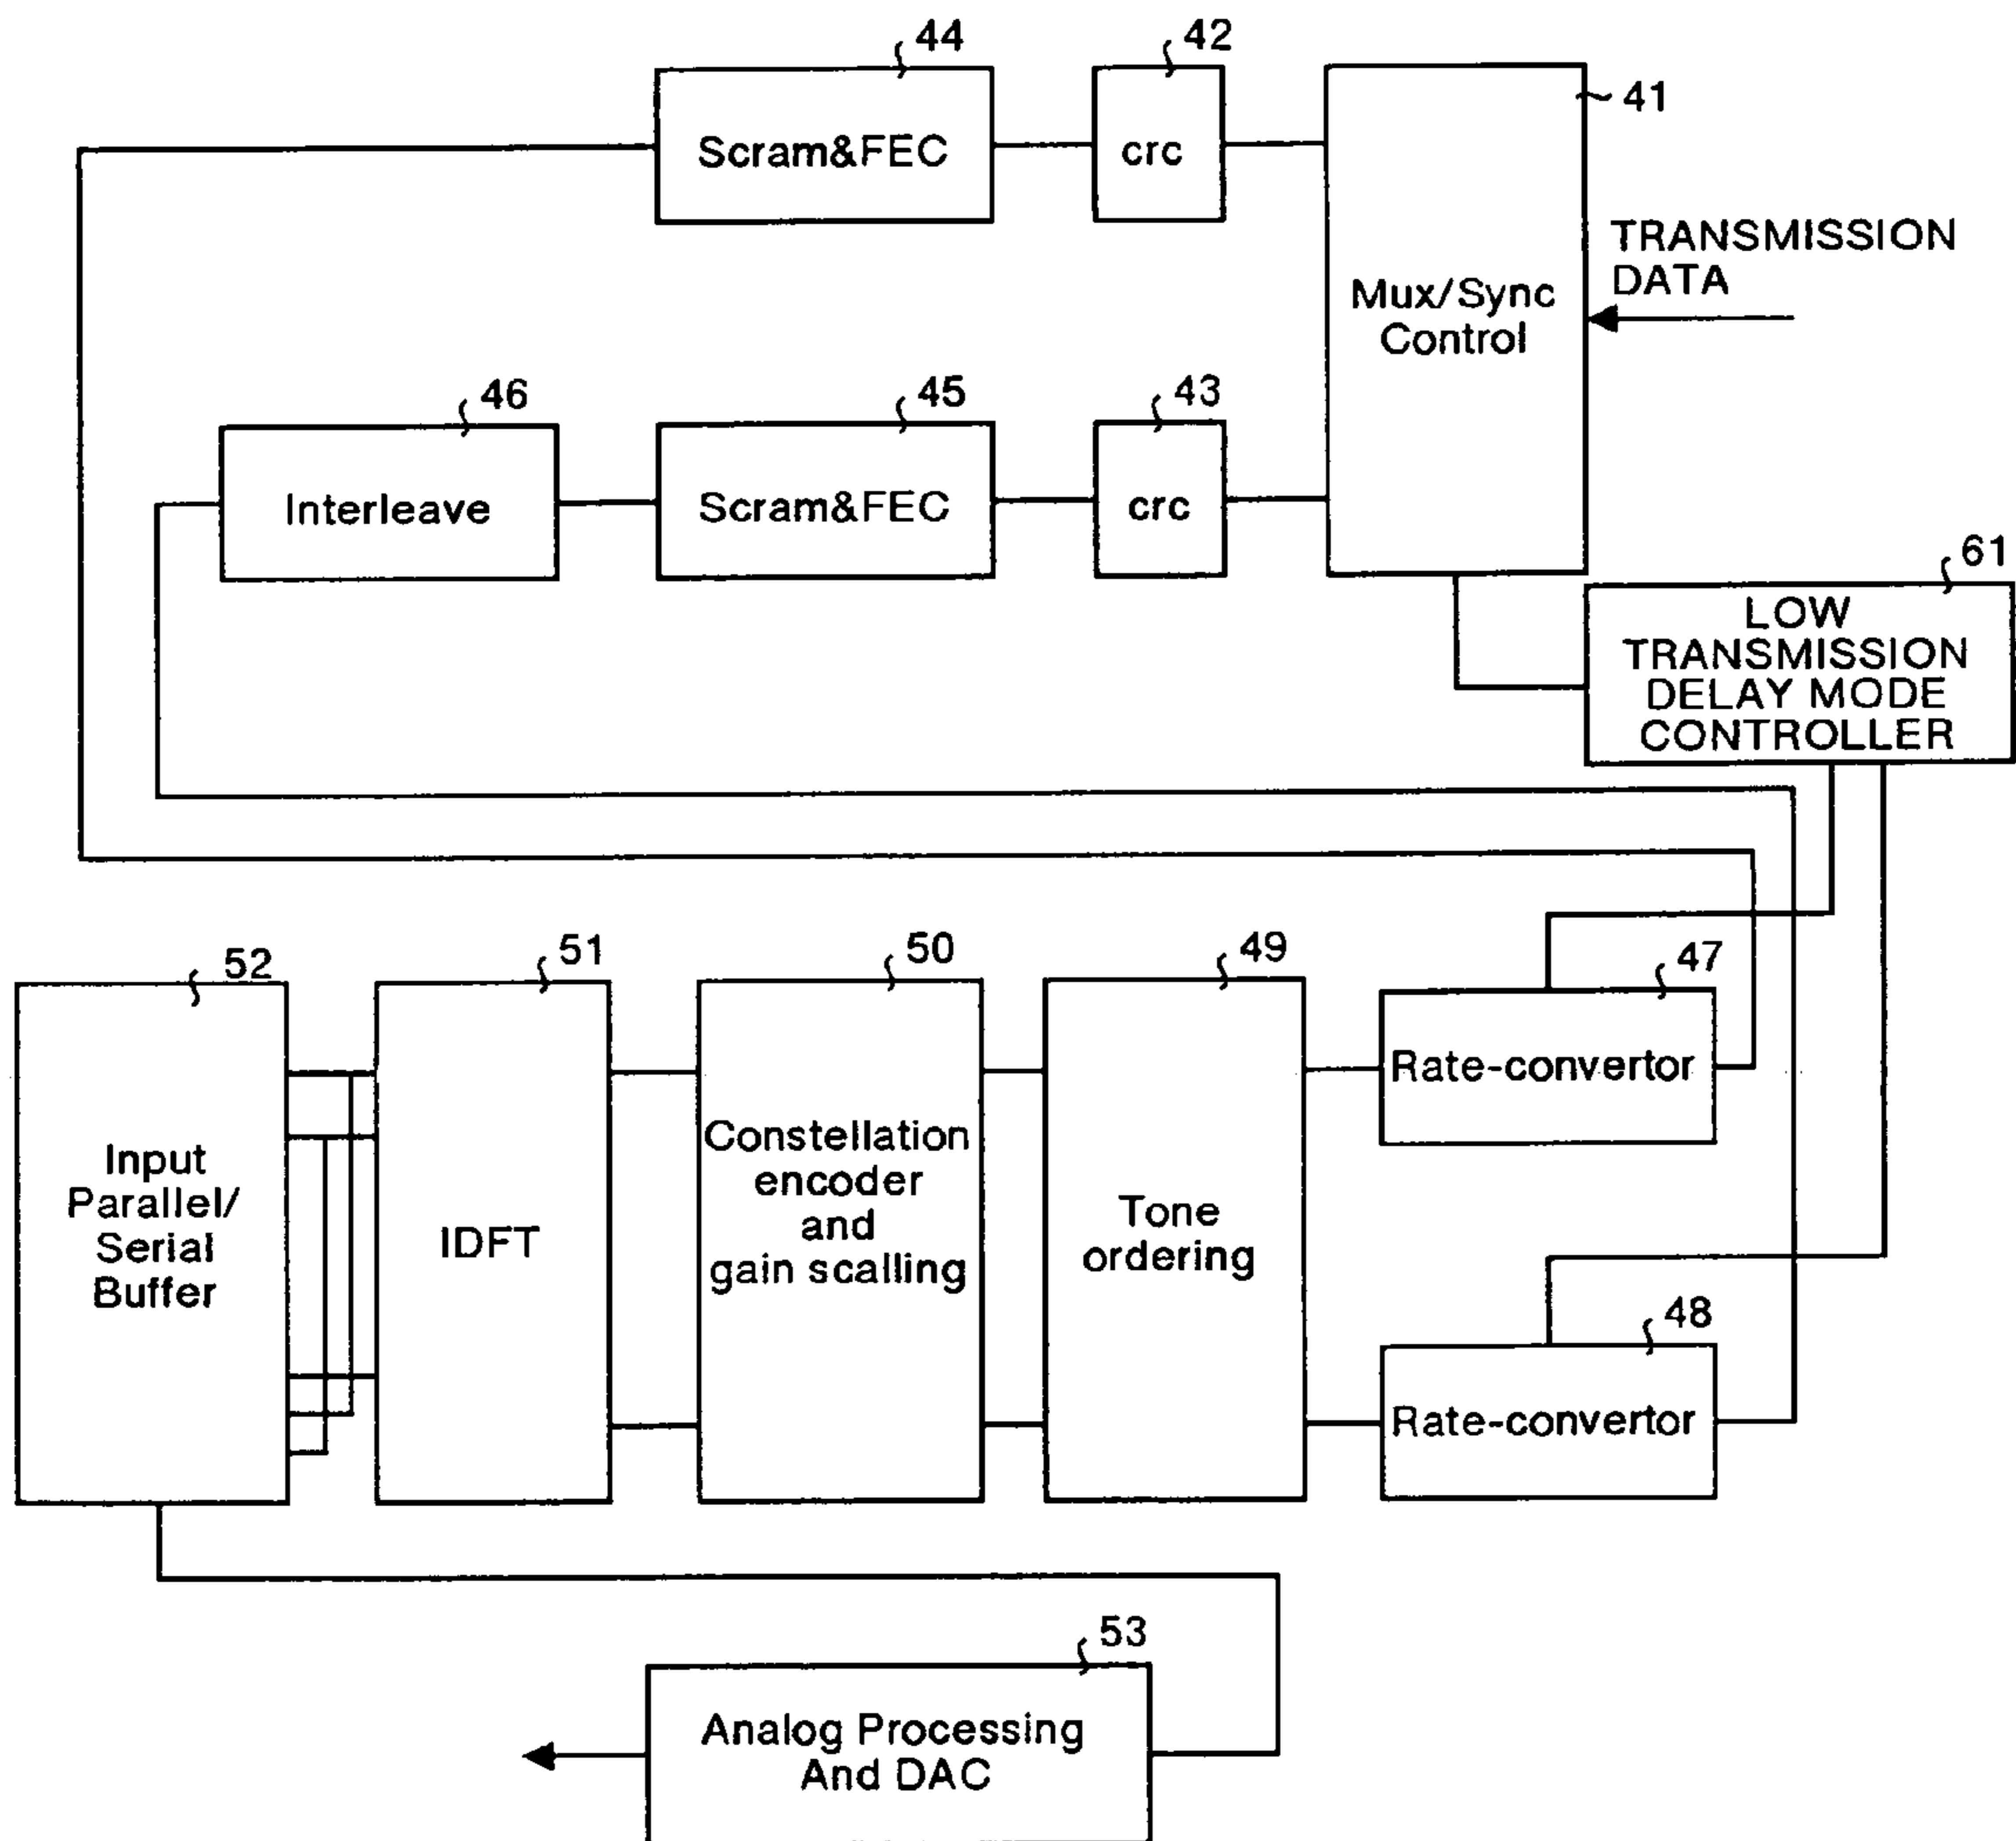 44
42
41
Scram&FEC
crc
Mux/Sync
Control
TRANSMISSION
DATA
46
45
43
Interleave
Scram&FEC
crc
61
LOW
TRANSMISSION
DELAY MODE
CONTROLLER
52
51
50
49
47
Input
Parallel/
Serial
Buffer
IDFT
Constellation
encoder
and
gain scalling
Tone
ordering
Rate-convertor
48
Rate-convertor
53
Analog Processing
And DAC